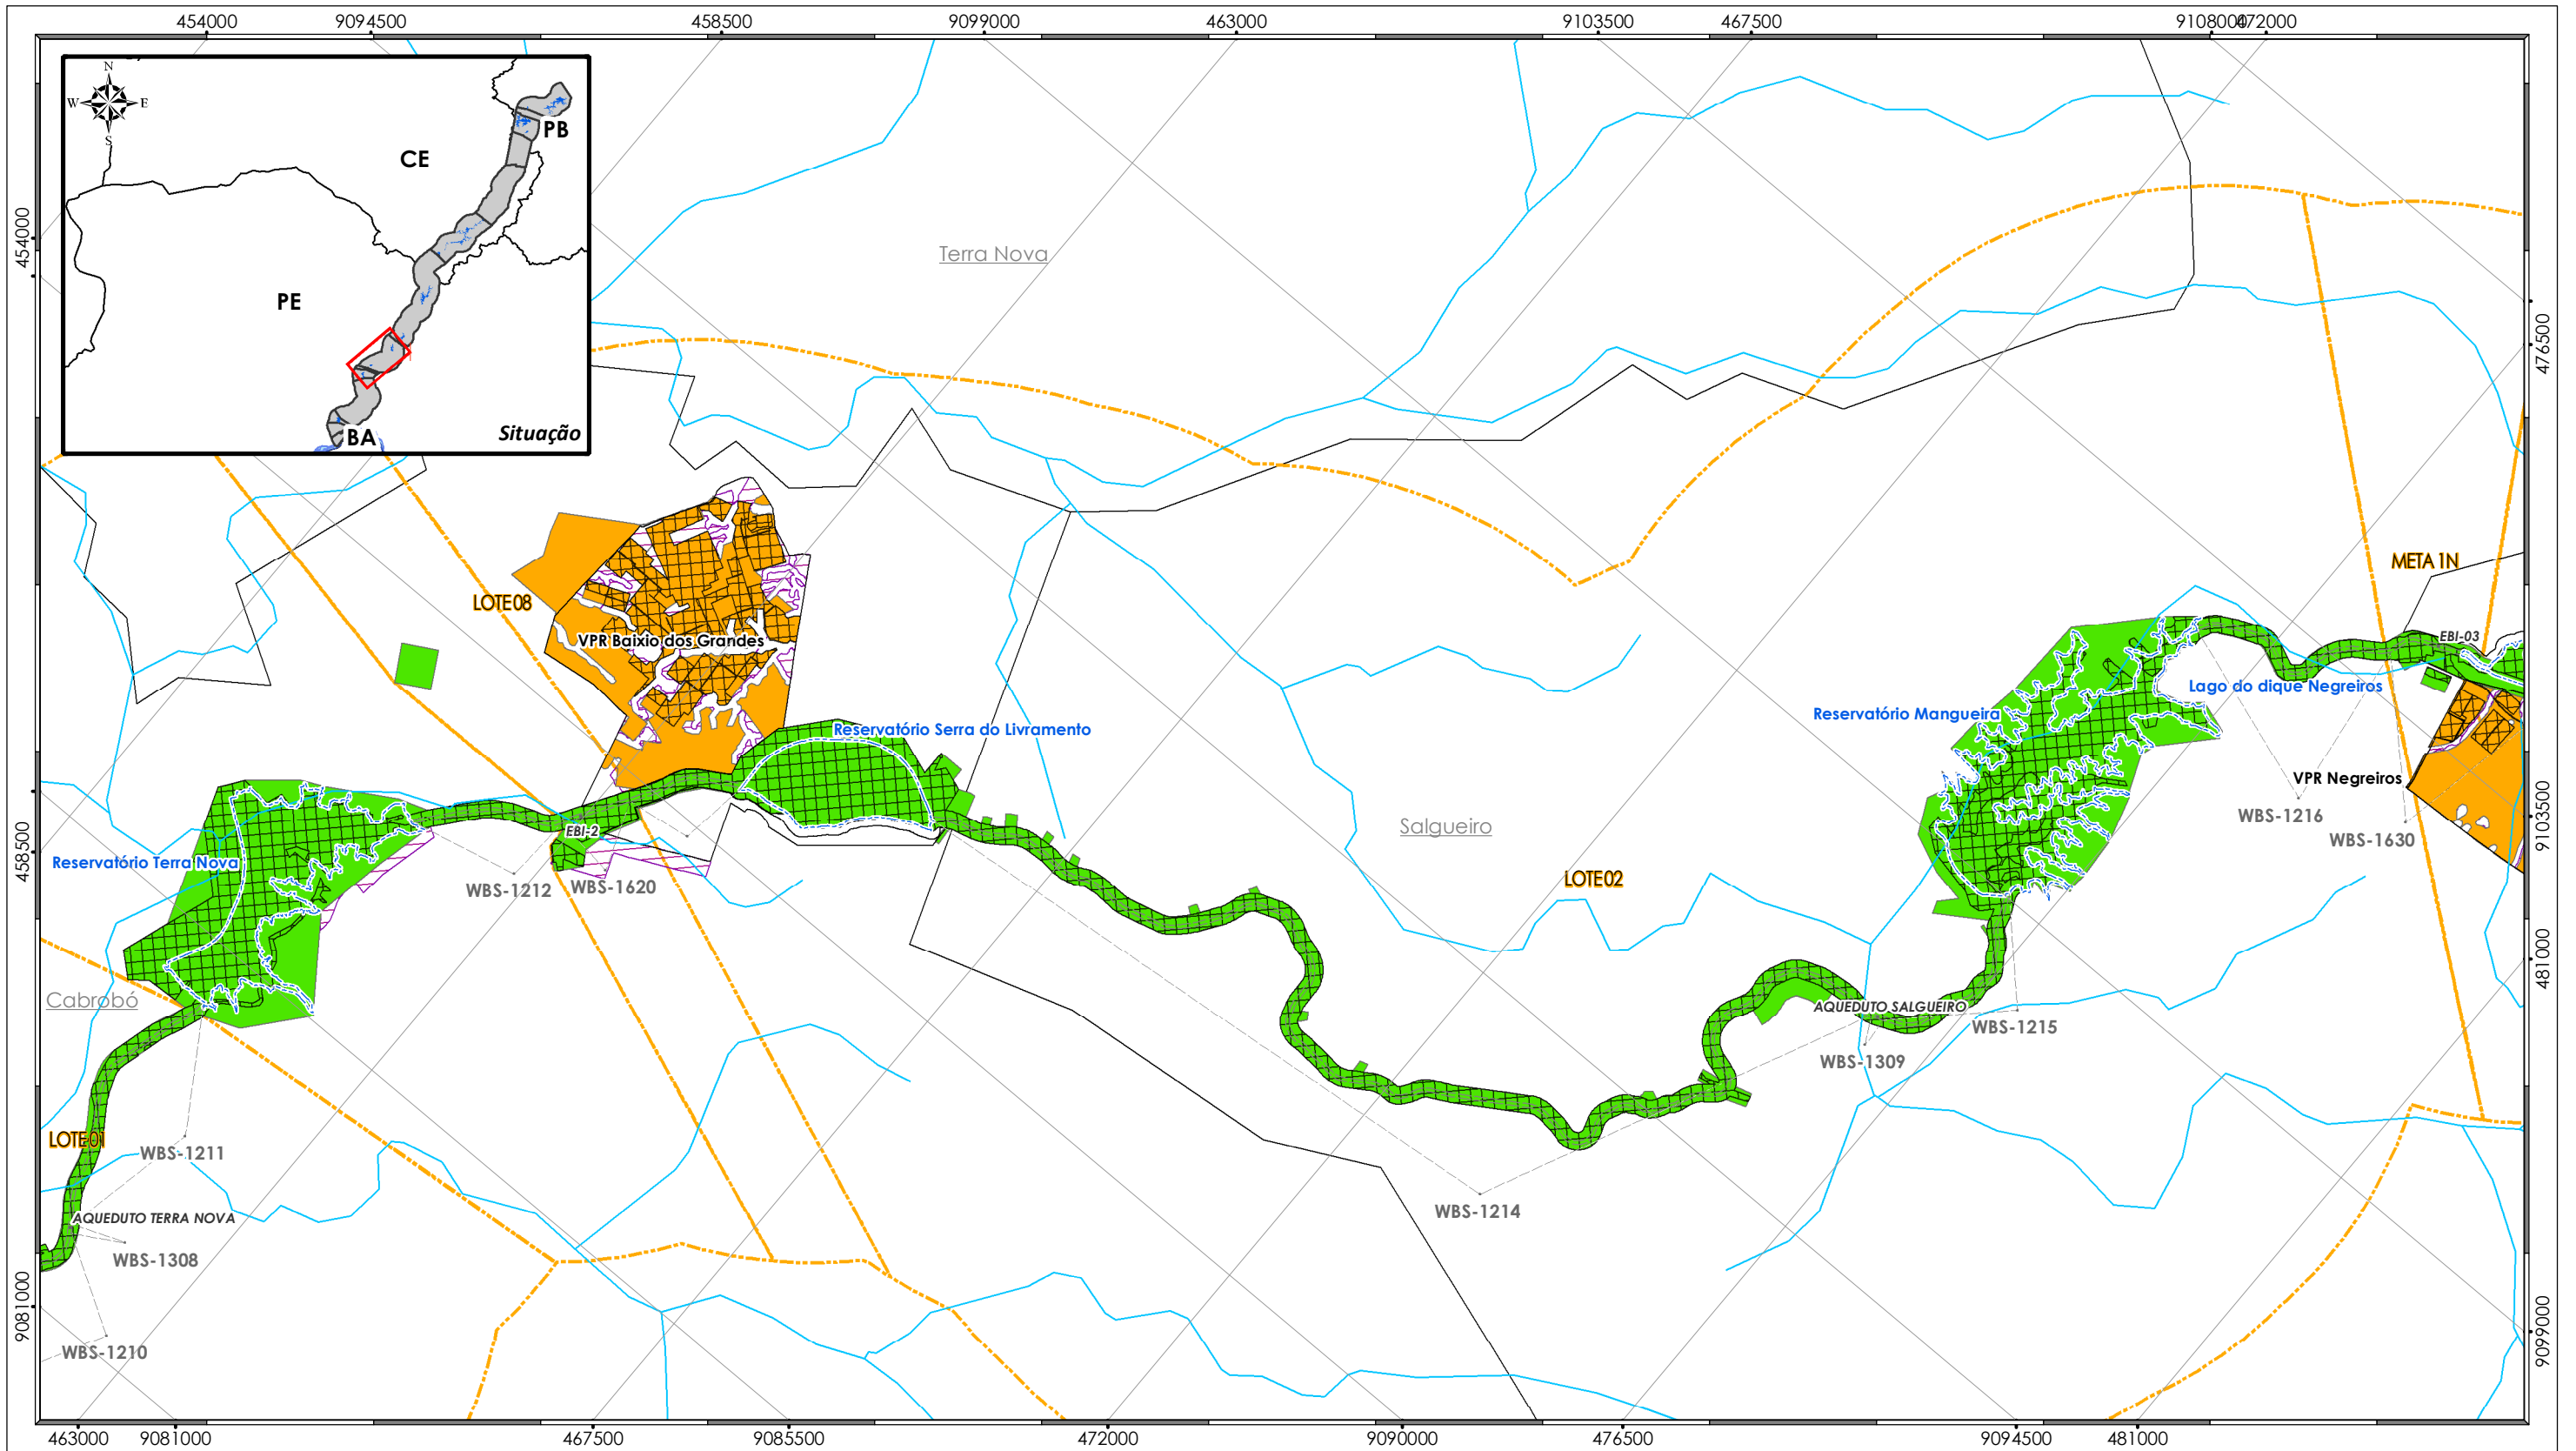 454000
9094500
458500
9099000
463000
9103500
467500
9108000
472000
N
W
E
S
PB
CE
PE
BA
Situação
454000
Terra Nova
476500
META 1N
LOTE08
VPR Baixio dos Grandes
EBI-03
Lago do dique Negreiros
Reservatório Mangueira
Reservatório Serra do Livramento
VPR Negreiros
WBS-1216
9103500
Salgueiro
EBI-2
WBS-1630
458500
Reservatório Terra Nova
LOTE02
WBS-1212
WBS-1620
481000
Cabrobó
AQUEDUTO SALGUEIRO
WBS-1215
WBS-1309
LOTE01
WBS-1211
WBS-1214
AQUEDUTO TERRA NOVA
WBS-1308
9081000
9099000
WBS-1210
463000
9081000
467500
9085500
472000
9090000
476500
9094500
481000